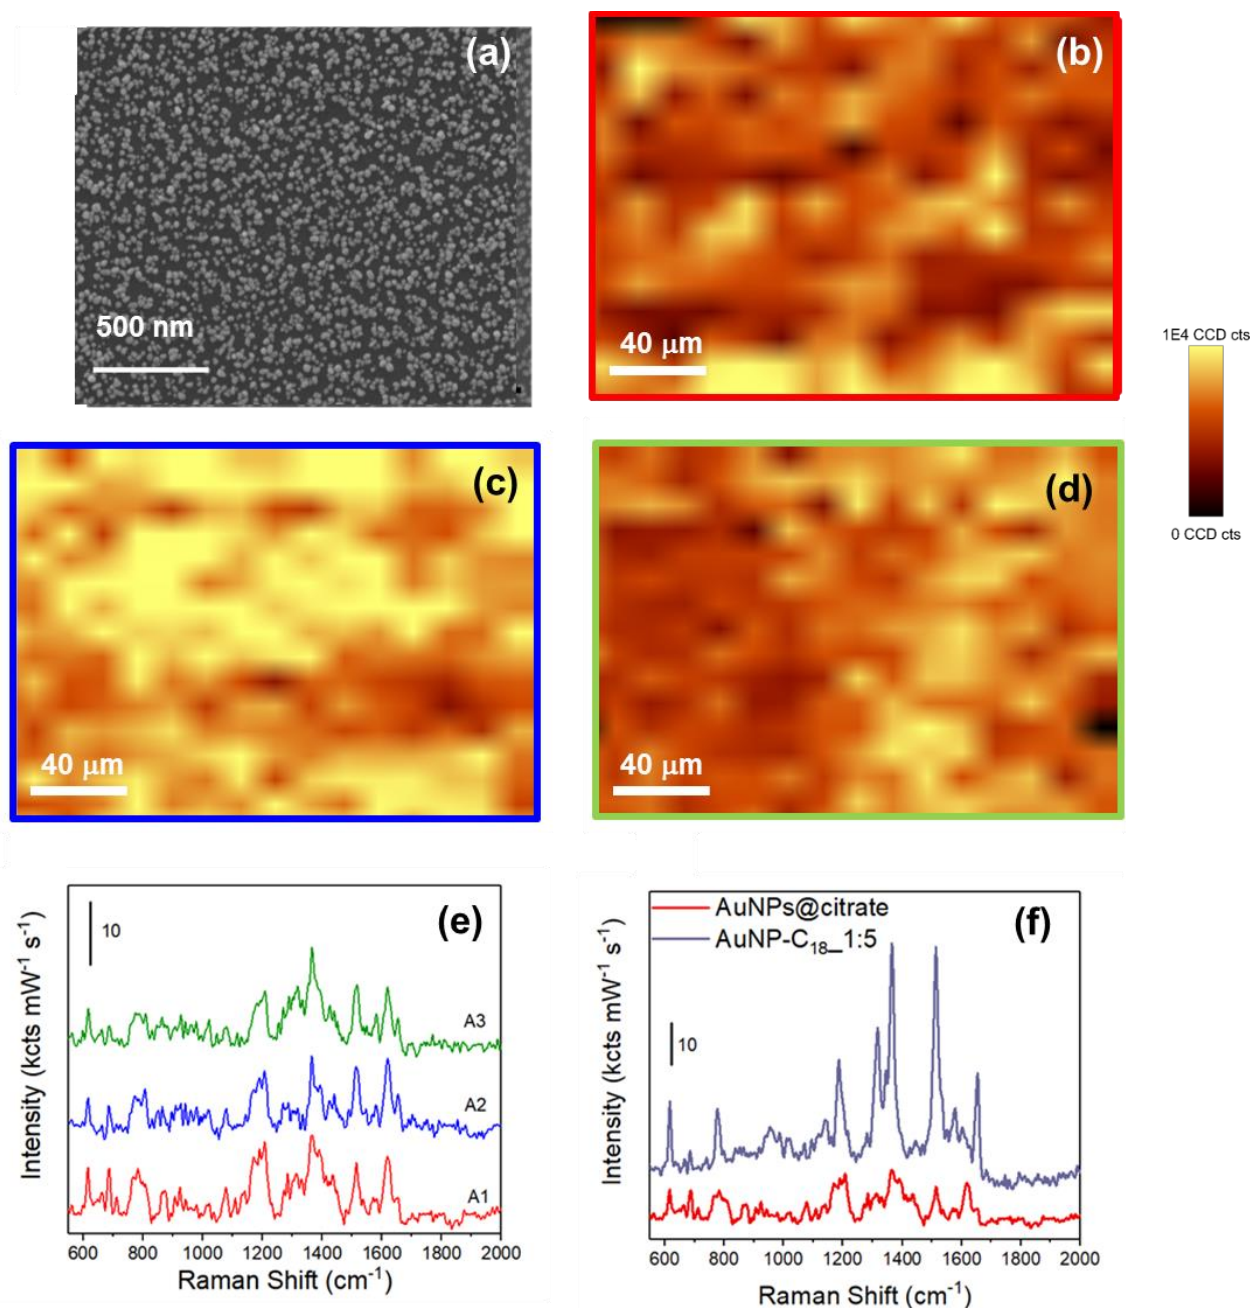 (a)
500 nm
(b)
40 μm
1E4 CCD cts
0 CCD cts
(c)
40 μm
(d)
40 μm
(e)
10
A3
A2
A1
Intensity (kcts mW⁻¹ s⁻¹)
600 800 1000 1200 1400 1600 1800 2000
Raman Shift (cm⁻¹)
(f)
AuNPs@citrate
AuNP-C₁₈_1:5
10
Intensity (kcts mW⁻¹ s⁻¹)
600 800 1000 1200 1400 1600 1800 2000
Raman Shift (cm⁻¹)